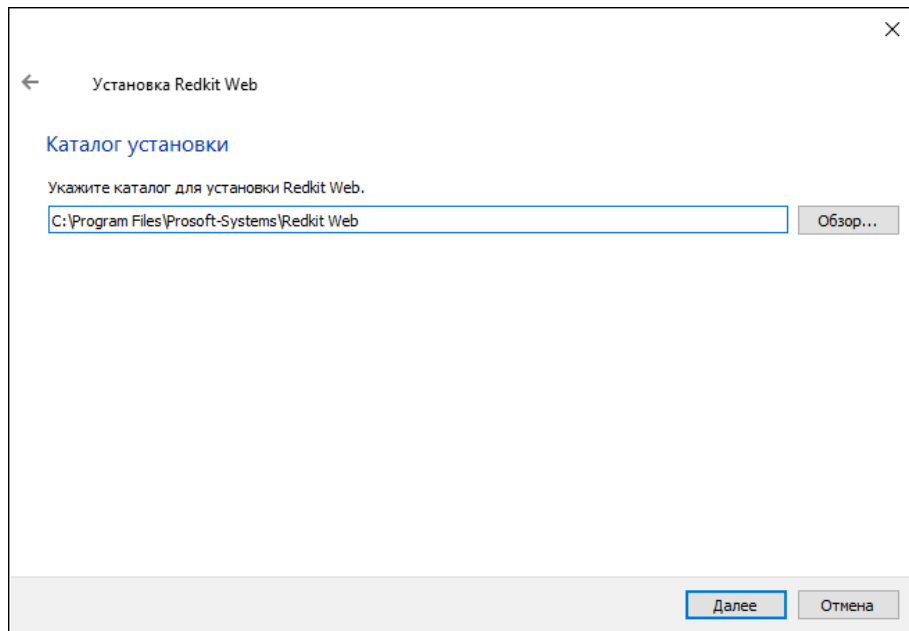 Установка Redkit Web
Каталог установки
Укажите каталог для установки Redkit Web.
C:\Program Files\Prosoft-Systems\Redkit Web
Обзор...
Далее
Отмена